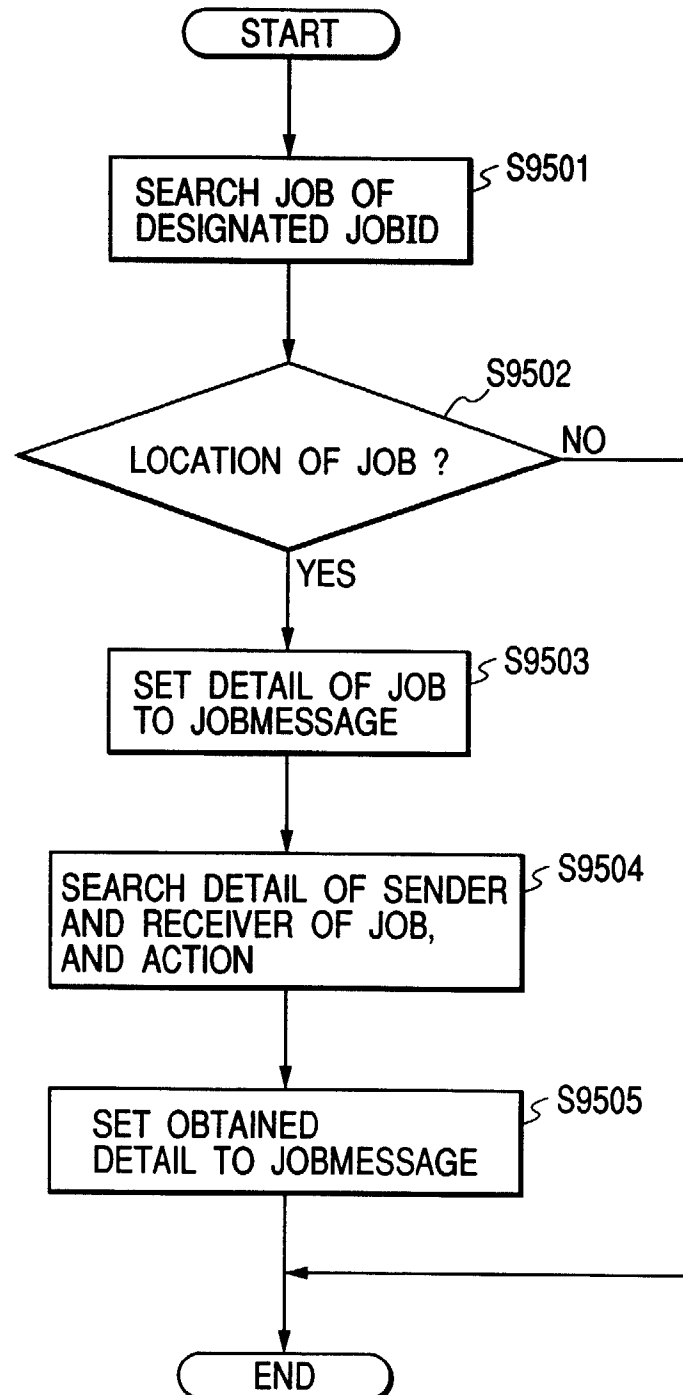 START
S9501
SEARCH JOB OF
DESIGNATED JOBID
S9502
LOCATION OF JOB ?
NO
YES
S9503
SET DETAIL OF JOB
TO JOBMESSAGE
S9504
SEARCH DETAIL OF SENDER
AND RECEIVER OF JOB,
AND ACTION
S9505
SET OBTAINED
DETAIL TO JOBMESSAGE
END